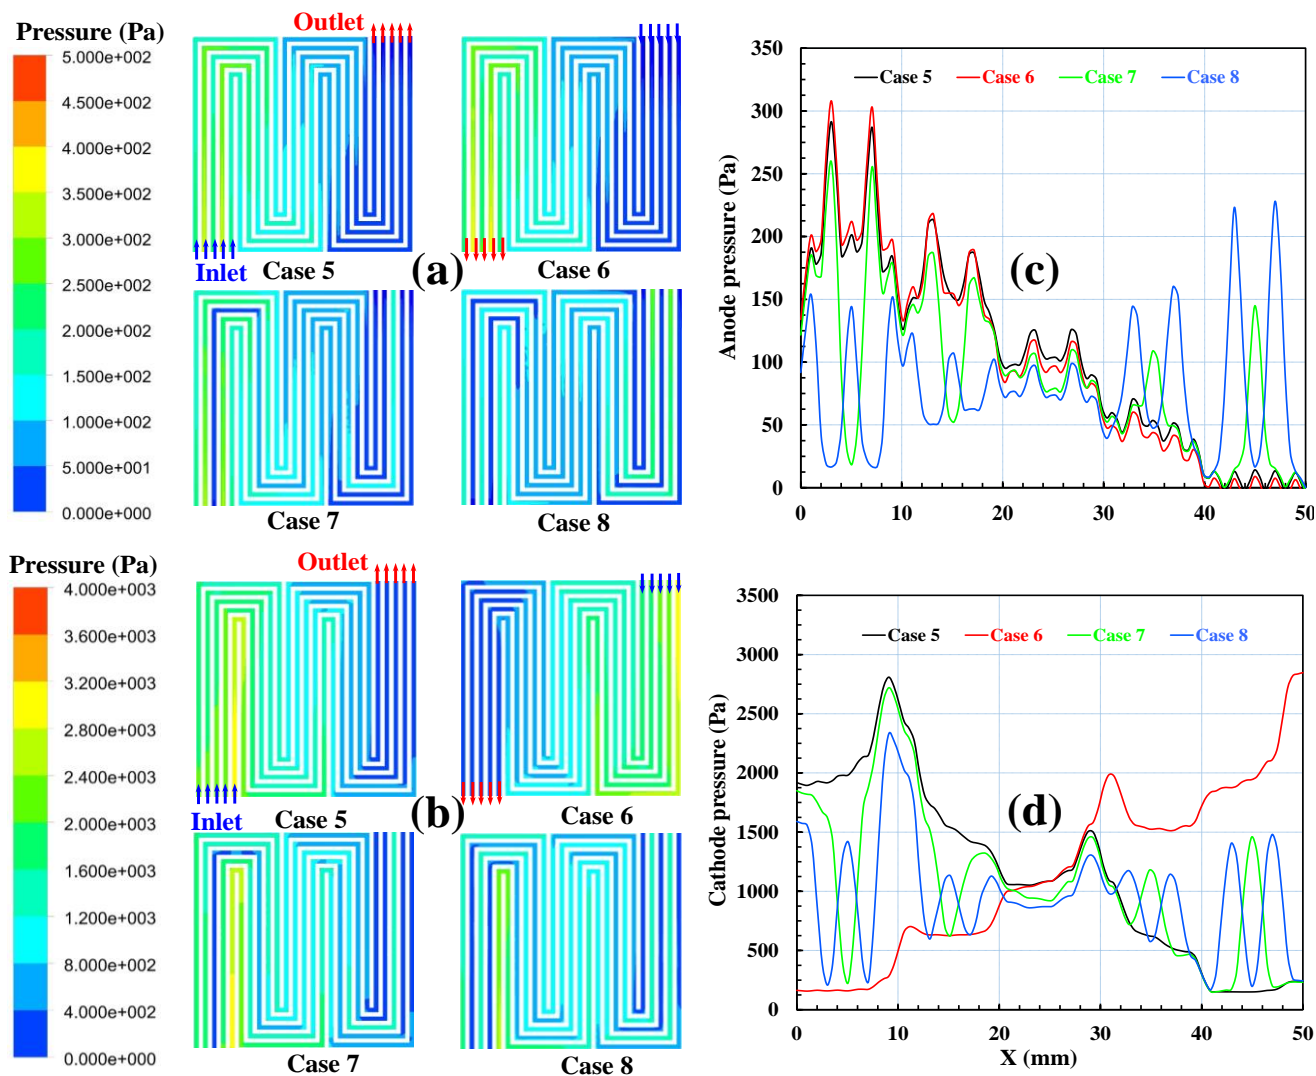 Pressure (Pa)
5.000e+002
4.500e+002
4.000e+002
3.500e+002
3.000e+002
2.500e+002
2.000e+002
1.500e+002
1.000e+002
5.000e+001
0.000e+000
Outlet
Inlet
Case 5
(a)
Case 6
Case 7
Case 8
350
300
250
200
150
100
50
0
Anode pressure (Pa)
Case 5 Case 6 Case 7 Case 8
(c)
0 10 20 30 40 50
Pressure (Pa)
4.000e+003
3.600e+003
3.200e+003
2.800e+003
2.400e+003
2.000e+003
1.600e+003
1.200e+003
8.000e+002
4.000e+002
0.000e+000
Outlet
Inlet
Case 5
(b)
Case 6
Case 7
Case 8
3500
3000
2500
2000
1500
1000
500
0
Cathode pressure (Pa)
Case 5 Case 6 Case 7 Case 8
(d)
0 10 20 30 40 50
X (mm)